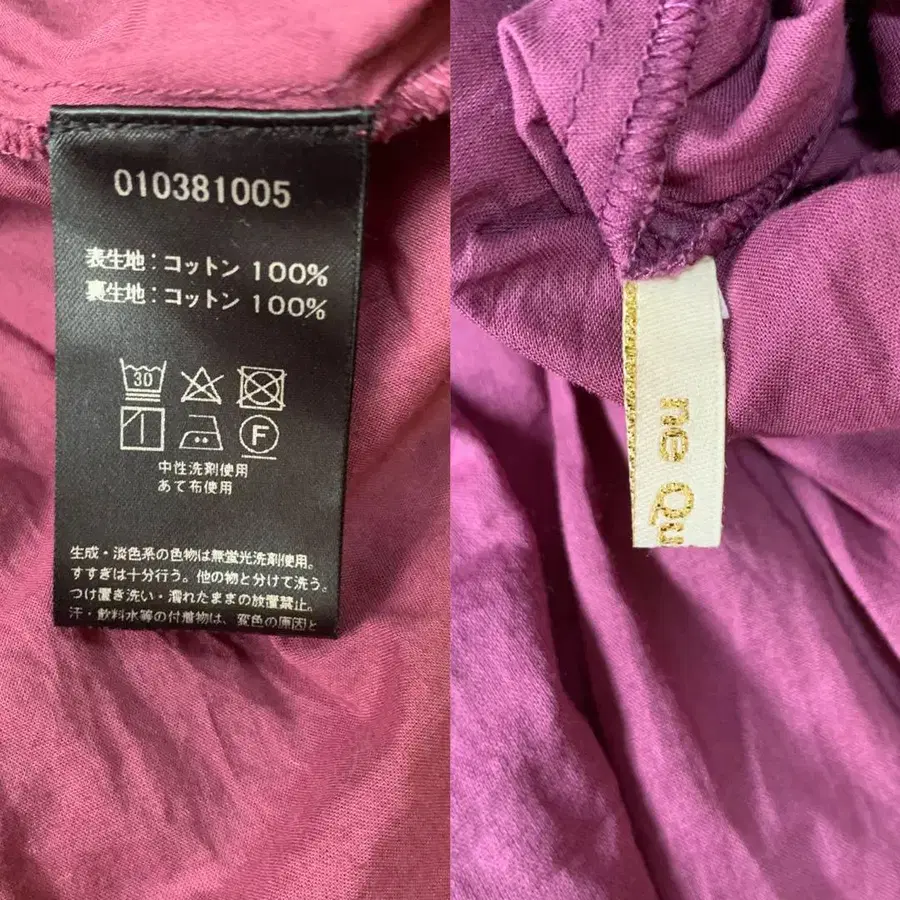 010381005
表生地：コットン 100%
裏生地：コットン 100%
30
F
中性洗剤使用
あて布使用
生成・淡色系の色物は無蛍光洗剤使用。
すすぎは十分行う。他の物と分けて洗う。
つけ置き洗い・濡れたままの放置禁止。
汗・飲料水等の付着物は、変色の原因と
ne Qu